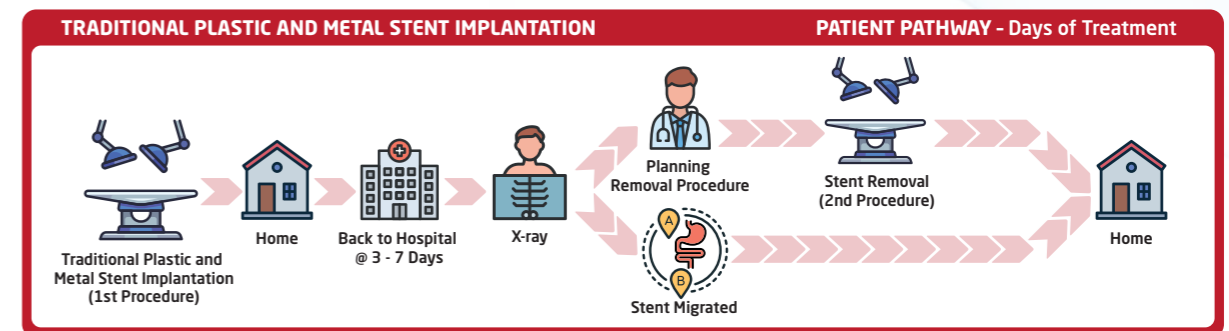 TRADITIONAL PLASTIC AND METAL STENT IMPLANTATION
PATIENT PATHWAY – Days of Treatment
Traditional Plastic and
Metal Stent Implantation
(1st Procedure)
Home
Back to Hospital
@ 3 - 7 Days
X-ray
Planning
Removal Procedure
Stent Removal
(2nd Procedure)
A
B
Stent Migrated
Home